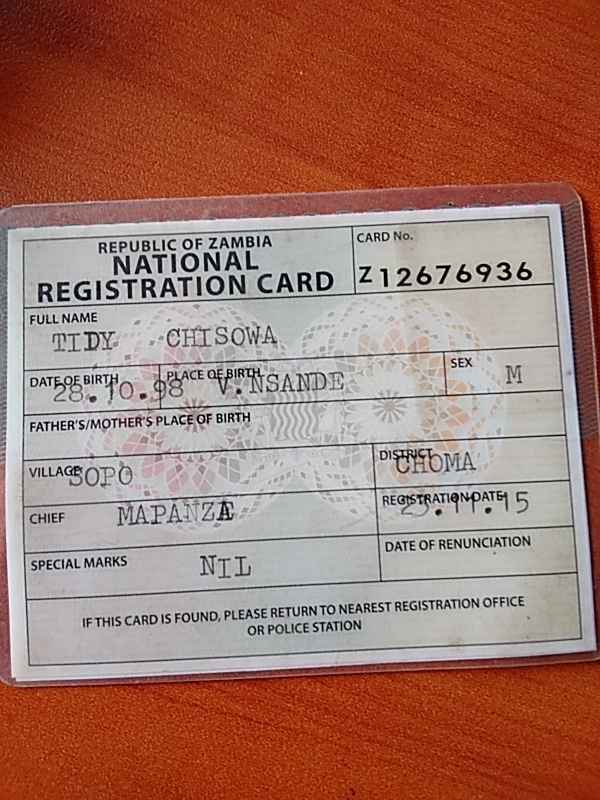 REPUBLIC OF ZAMBIA
NATIONAL
REGISTRATION CARD
CARD No.
Z12676936
FULL NAME
TIDY CHISOWA
DATE OF BIRTH
28.10.98
PLACE OF BIRTH
V.NSANDE
SEX
M
FATHER'S/MOTHER'S PLACE OF BIRTH
VILLAGE
SOPO
DISTRICT
CHOMA
CHIEF
MAPANZA
REGISTRATION DATE
SPECIAL MARKS
NIL
DATE OF RENUNCIATION
IF THIS CARD IS FOUND, PLEASE RETURN TO NEAREST REGISTRATION OFFICE
OR POLICE STATION